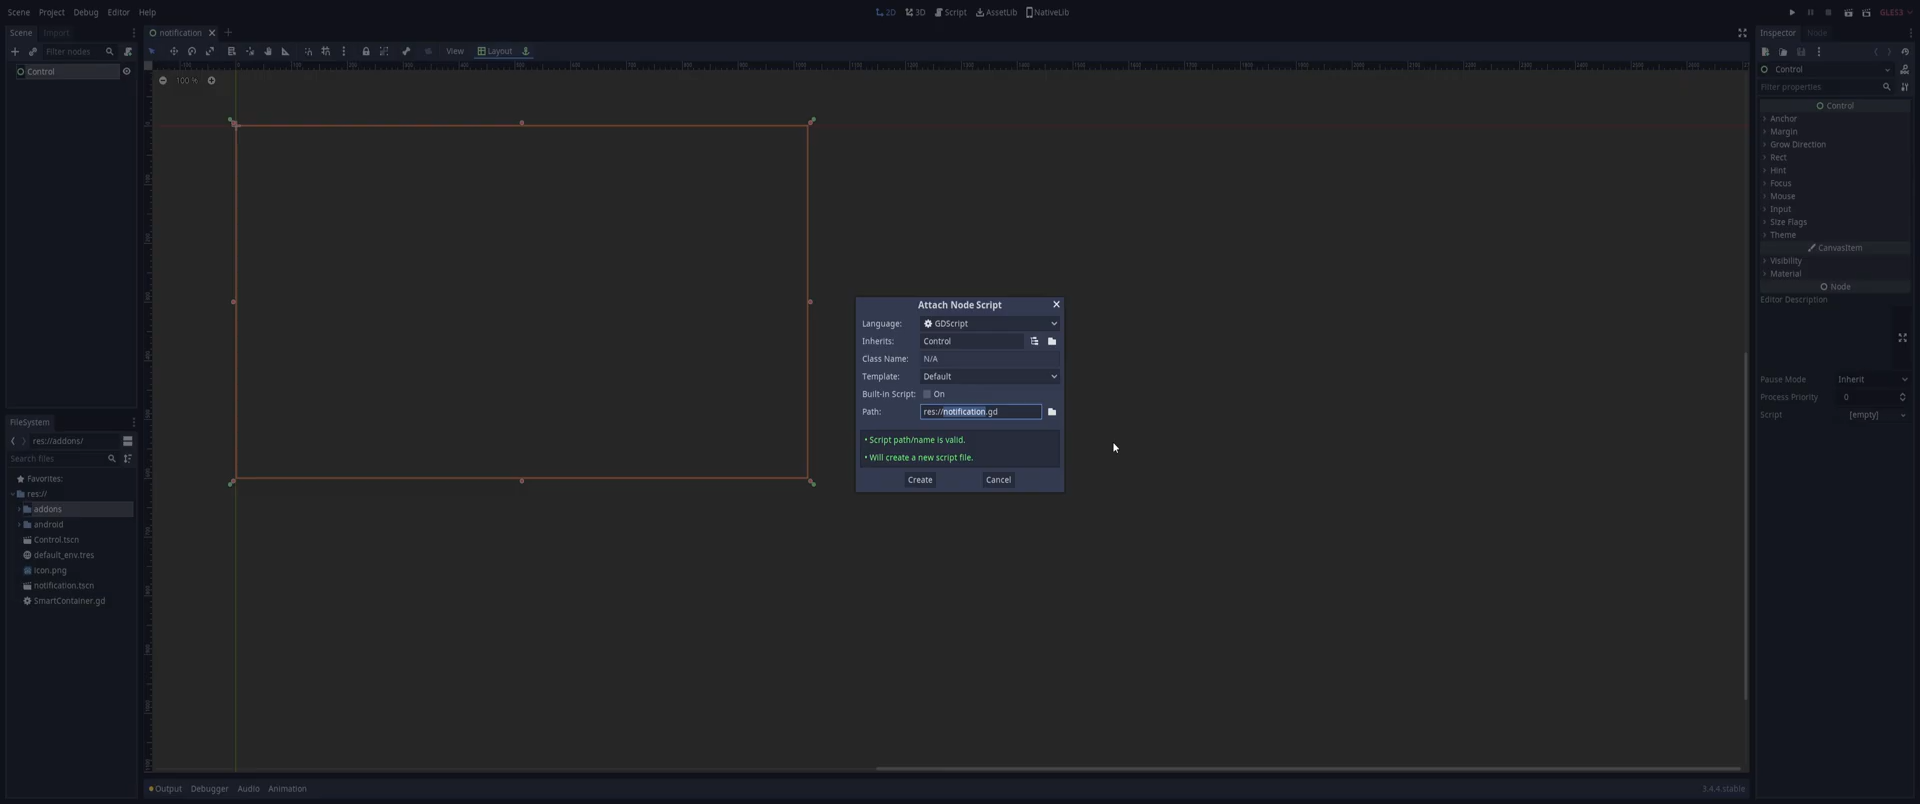 Scene Project Debug Editor Help
2D 3D Script AssetLib NativeLib
GLES3
Scene Import
notification
Inspector Node
Filter nodes
View Layout
Control
Control
100 %
Filter properties
Control
Anchor
Margin
Grow Direction
Rect
Hint
Focus
Mouse
Input
Size Flags
Theme
CanvasItem
Visibility
Material
Node
Editor Description
Pause Mode Inherit
Process Priority 0
Script [empty]
Attach Node Script
Language: GDScript
Inherits: Control
Class Name: N/A
Template: Default
Built-in Script: On
Path: res://notification.gd
• Script path/name is valid.
• Will create a new script file.
Create Cancel
FileSystem
res://addons/
Search files
Favorites:
res://
addons
android
Control.tscn
default_env.tres
icon.png
notification.tscn
SmartContainer.gd
Output Debugger Audio Animation
3.4.4.stable